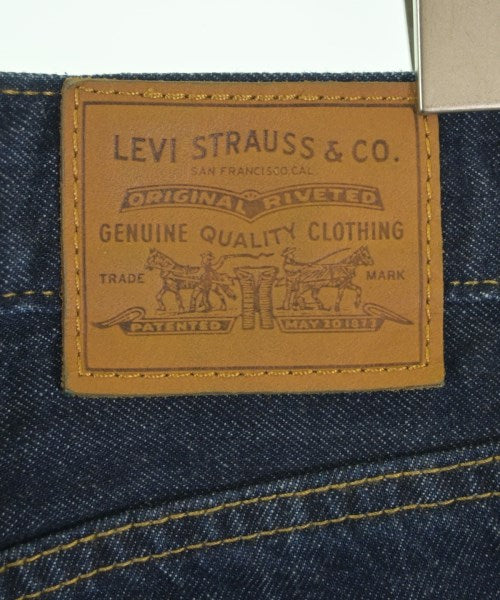 LEVI STRAUSS & CO.
SAN FRANCISCO, CAL.
ORIGINAL RIVETED
GENUINE QUALITY CLOTHING
TRADE MARK
PATENTED MAY 20 1873